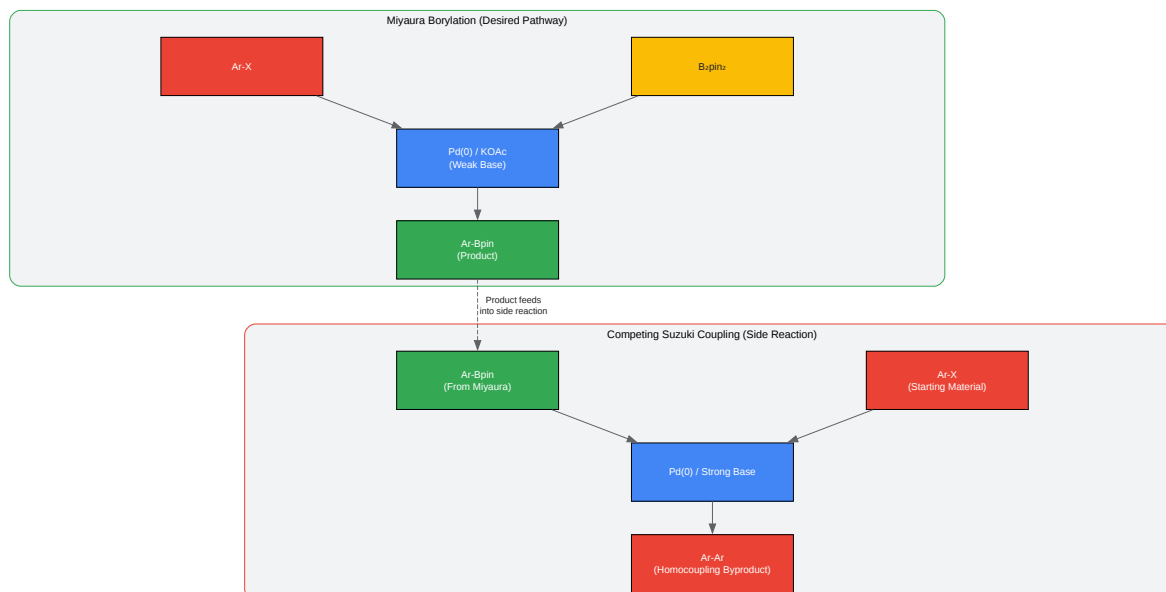 Miyaura Borylation (Desired Pathway)
Ar-X
B₂pin₂
Pd(0) / KOAc
(Weak Base)
Ar-Bpin
(Product)
Product feeds
into side reaction
Competing Suzuki Coupling (Side Reaction)
Ar-Bpin
(From Miyaura)
Ar-X
(Starting Material)
Pd(0) / Strong Base
Ar-Ar
(Homocoupling Byproduct)